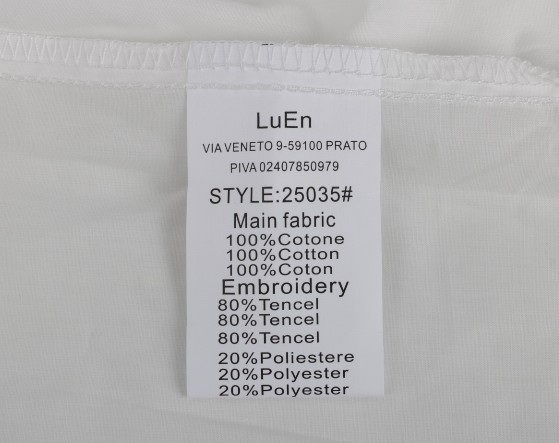 LuEn
VIA VENETO 9-59100 PRATO
PIVA 02407850979
STYLE:25035#
Main fabric
100%Cotone
100%Cotton
100%Coton
Embroidery
80%Tencel
80%Tencel
80%Tencel
20%Poliestere
20%Polyester
20%Polyester